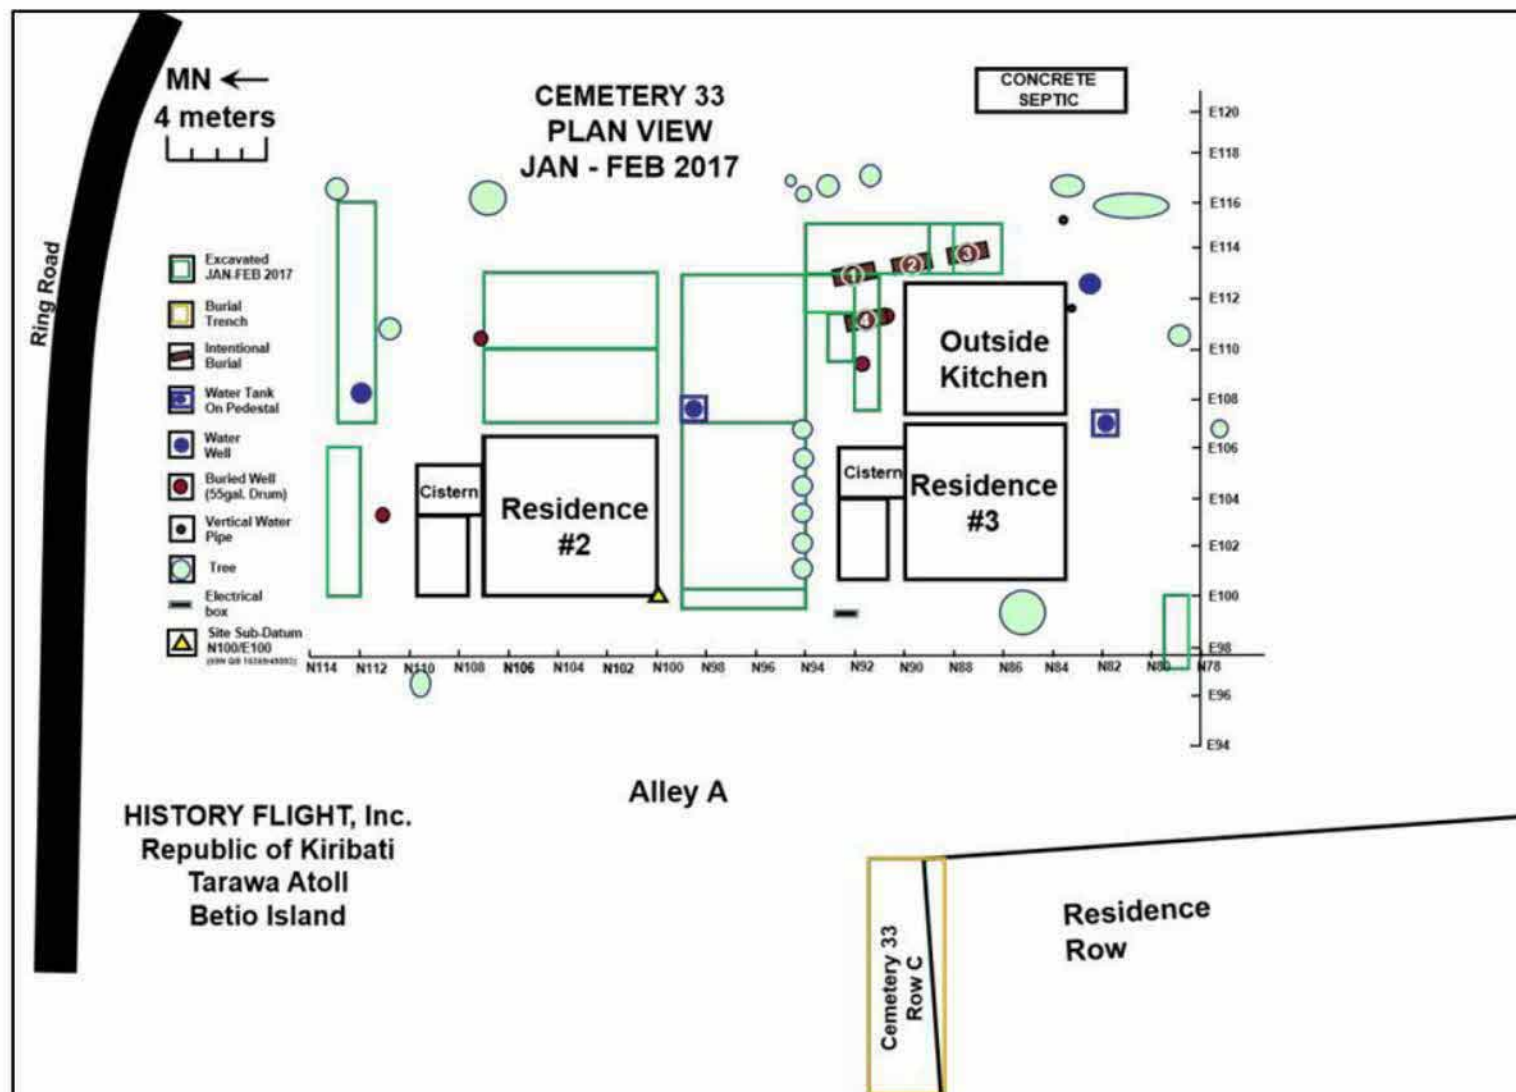 MN
4 meters
CEMETERY 33
PLAN VIEW
JAN - FEB 2017
CONCRETE
SEPTIC
Ring Road
Excavated
JAN-FEB 2017
Burial
Trench
Intentional
Burial
Water Tank
On Pedestal
Water
Well
Buried Well
(55gal. Drum)
Vertical Water
Pipe
Tree
Electrical
box
Site Sub-Datum
N100/E100
1
2
3
4
Outside
Kitchen
Cistern
Residence
#2
Cistern
Residence
#3
E120
E118
E116
E114
E112
E110
E108
E106
E104
E102
E100
E98
E96
E94
N114
N112
N110
N108
N106
N104
N102
N100
N98
N96
N94
N92
N90
N88
N86
N84
N82
N80
N78
Alley A
HISTORY FLIGHT, Inc.
Republic of Kiribati
Tarawa Atoll
Betio Island
Cemetery 33
Row C
Residence
Row